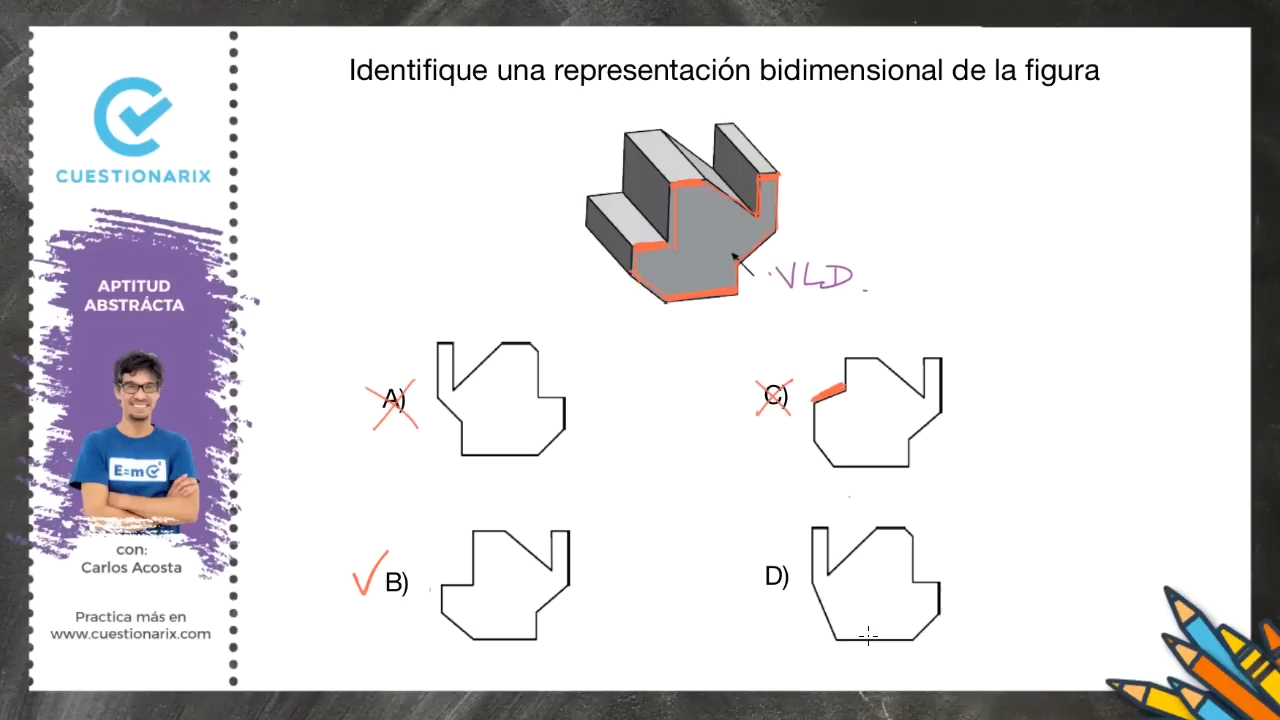 Identifique una representación bidimensional de la figura
CUESTIONARIX
APTITUD
ABSTRÁCTA
con:
Carlos Acosta
Practica más en
www.cuestionarix.com
VLD
A)
C)
B)
D)